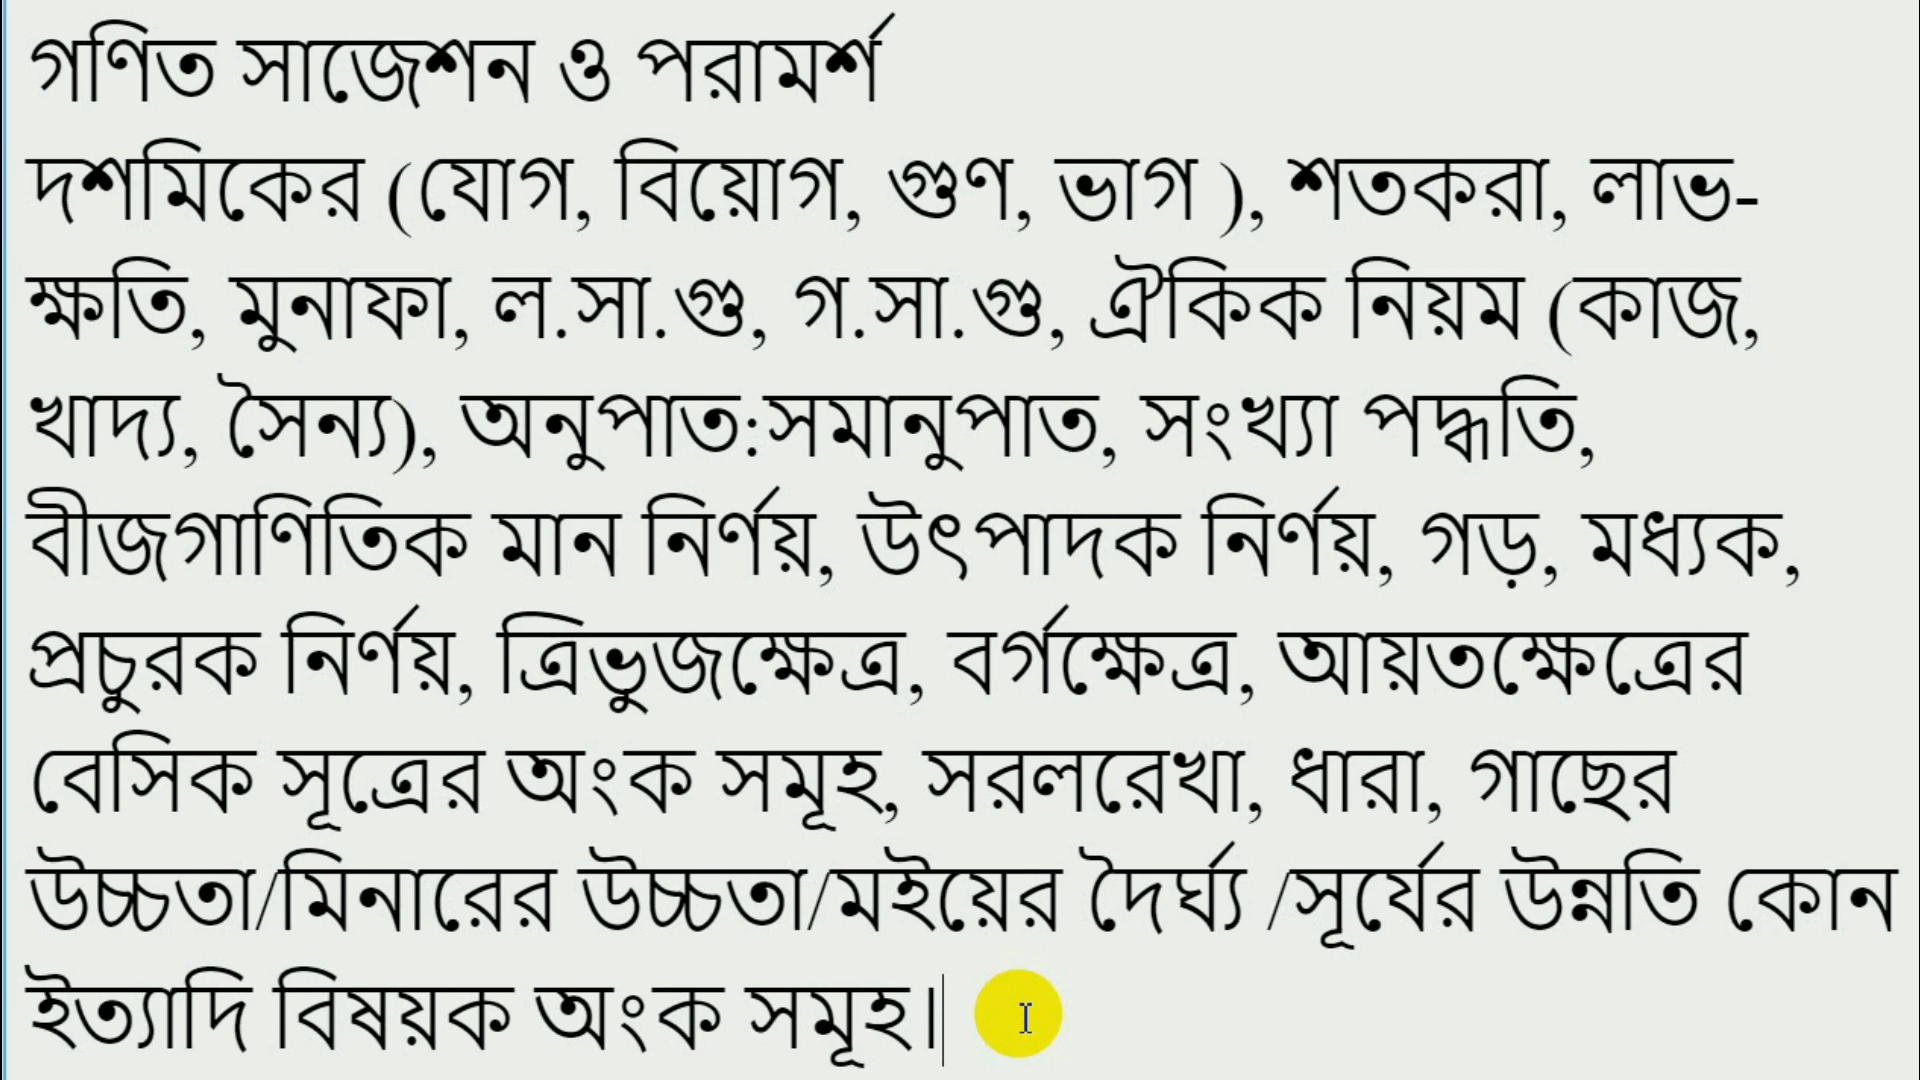 গণিত সাজেশন ও পরামর্শ
দশমিকের (যোগ, বিয়োগ, গুণ, ভাগ ), শতকরা, লাভ-
ক্ষতি, মুনাফা, ল.সা.গু, গ.সা.গু, ঐকিক নিয়ম (কাজ,
খাদ্য, সৈন্য), অনুপাত:সমানুপাত, সংখ্যা পদ্ধতি,
বীজগাণিতিক মান নির্ণয়, উৎপাদক নির্ণয়, গড়, মধ্যক,
প্রচুরক নির্ণয়, ত্রিভুজক্ষেত্র, বর্গক্ষেত্র, আয়তক্ষেত্রের
বেসিক সূত্রের অংক সমূহ, সরলরেখা, ধারা, গাছের
উচ্চতা/মিনারের উচ্চতা/মইয়ের দৈর্ঘ্য /সূর্যের উন্নতি কোন
ইত্যাদি বিষয়ক অংক সমূহ।